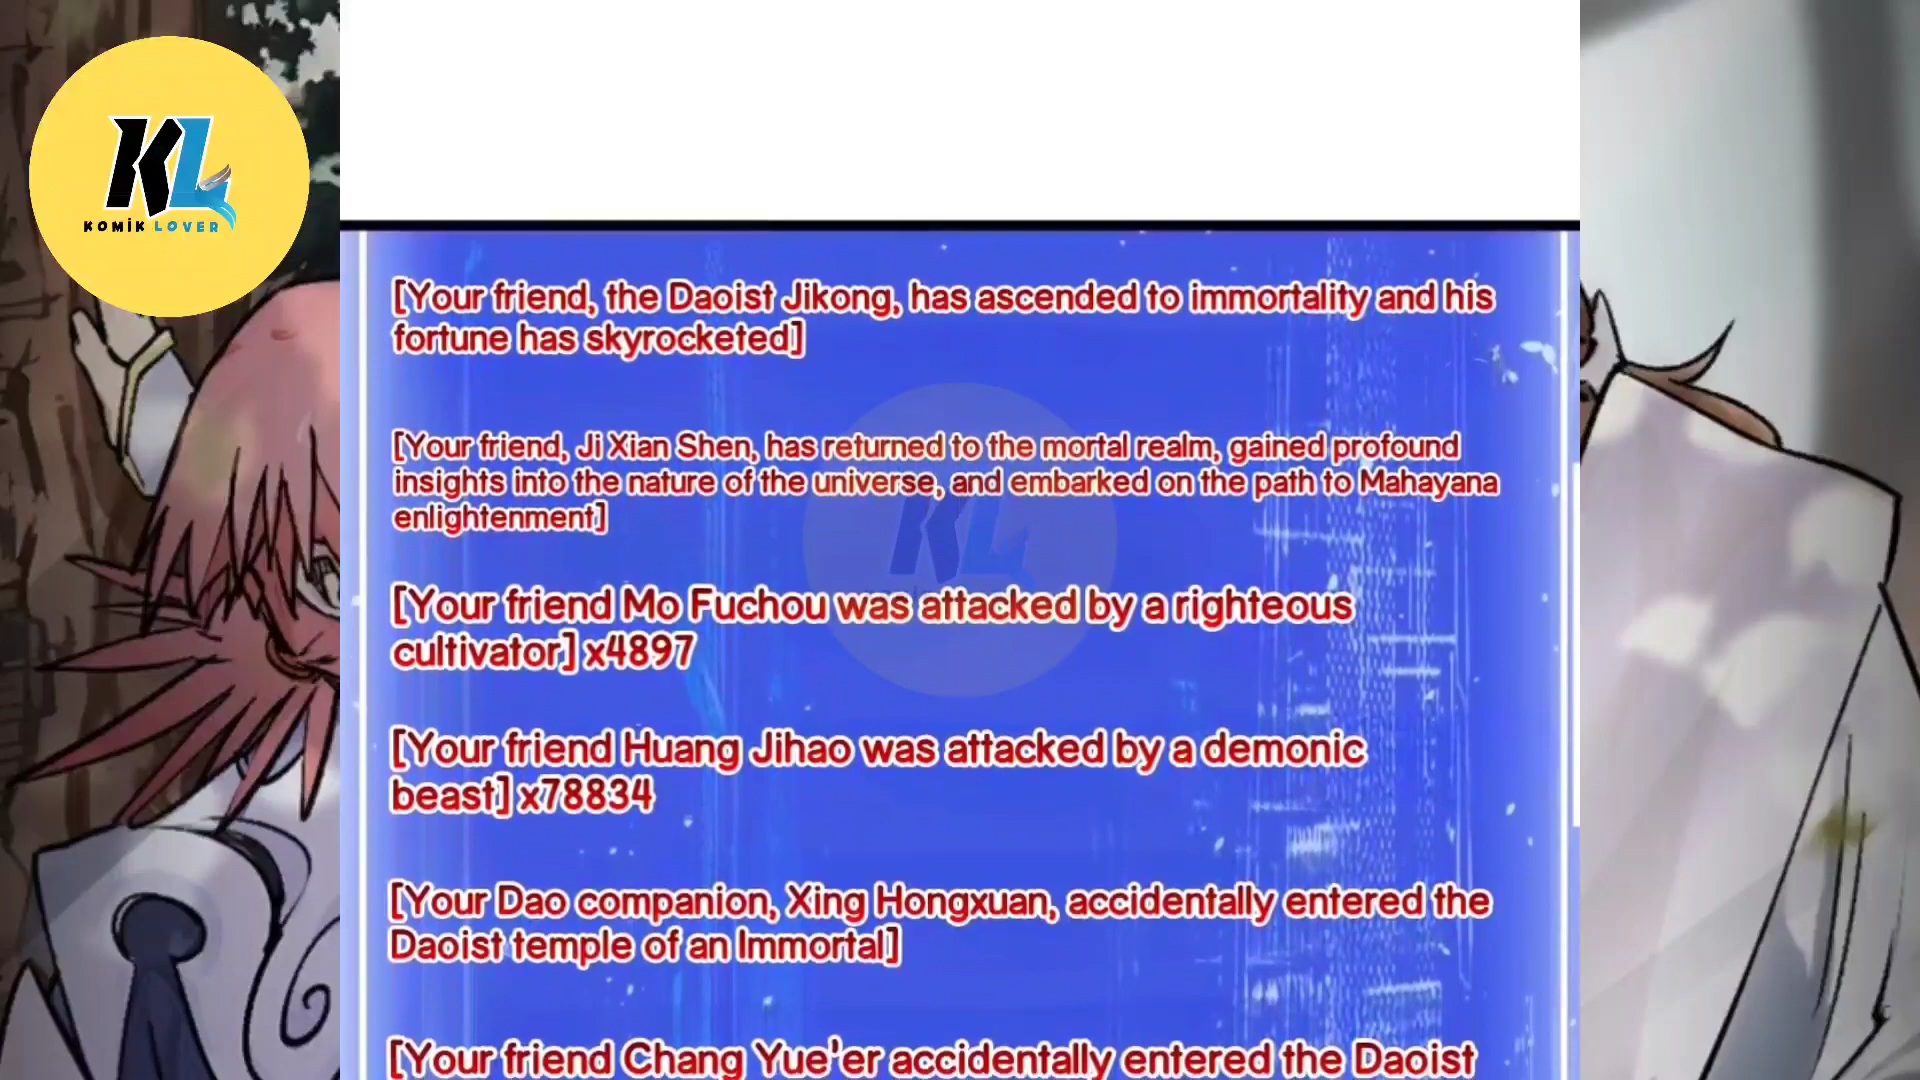 KL
KOMİK LOVER
[Your friend, the Daoist Jikong, has ascended to immortality and his
fortune has skyrocketed]
[Your friend, Ji Xian Shen, has returned to the mortal realm, gained profound
insights into the nature of the universe, and embarked on the path to Mahayana
enlightenment]
KL
[Your friend Mo Fuchou was attacked by a righteous
cultivator] x4897
[Your friend Huang Jihao was attacked by a demonic
beast] x78834
[Your Dao companion, Xing Hongxuan, accidentally entered the
Daoist temple of an Immortal]
[Your friend Chang Yue'er accidentally entered the Daoist